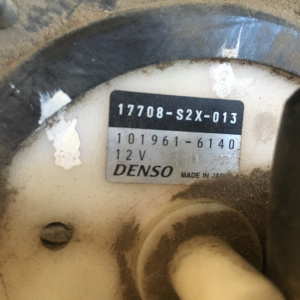 17708-S2X-013
101961-6140
12V
DENSO MADE IN JAPAN